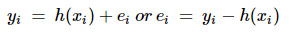 yᵢ = h(xᵢ) + eᵢ or eᵢ = yᵢ − h(xᵢ)